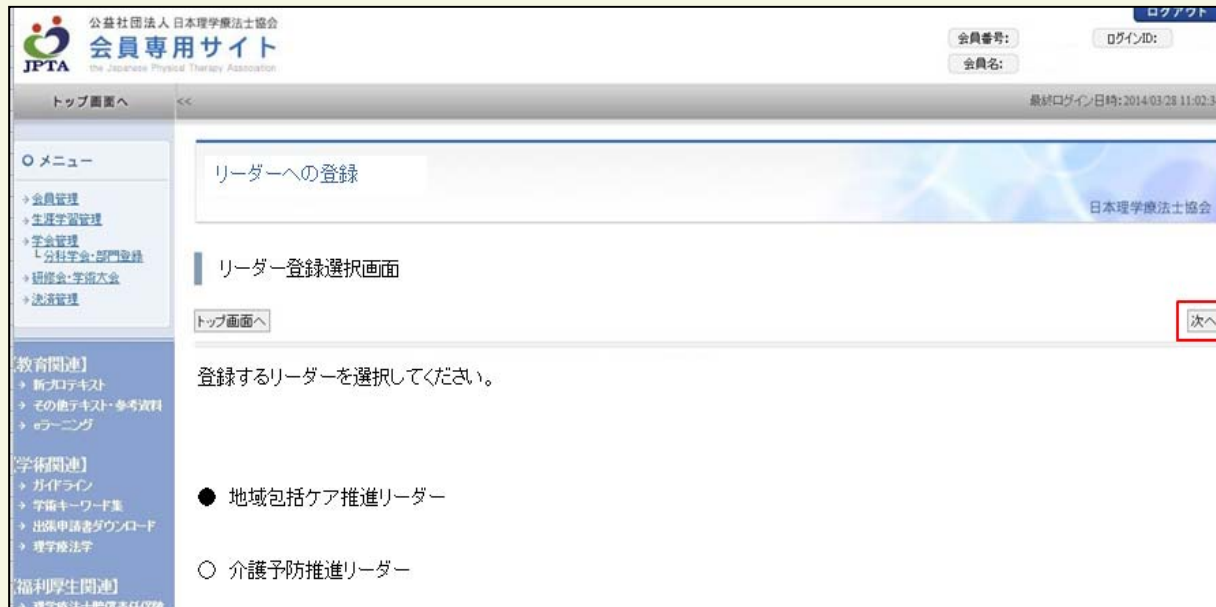 ログアウト
公益社団法人 日本理学療法士協会
会員専用サイト
JPTA the Japanese Physical Therapy Association
会員番号: ログインID:
会員名:
トップ画面へ << 最終ログイン日時:2014/03/28 11:02:3
メニュー
会員管理
生涯学習管理
学会管理
└分科学会・部門登録
研修会・学術大会
決済管理
リーダーへの登録
日本理学療法士協会
リーダー登録選択画面
トップ画面へ 次へ
登録するリーダーを選択してください。
● 地域包括ケア推進リーダー
○ 介護予防推進リーダー
【教育関連】
新プロテキスト
その他テキスト・参考資料
eラーニング
【学術関連】
ガイドライン
学術キーワード集
出張申請書ダウンロード
理学療法学
【福利厚生関連】
理学療法士賠償責任保険